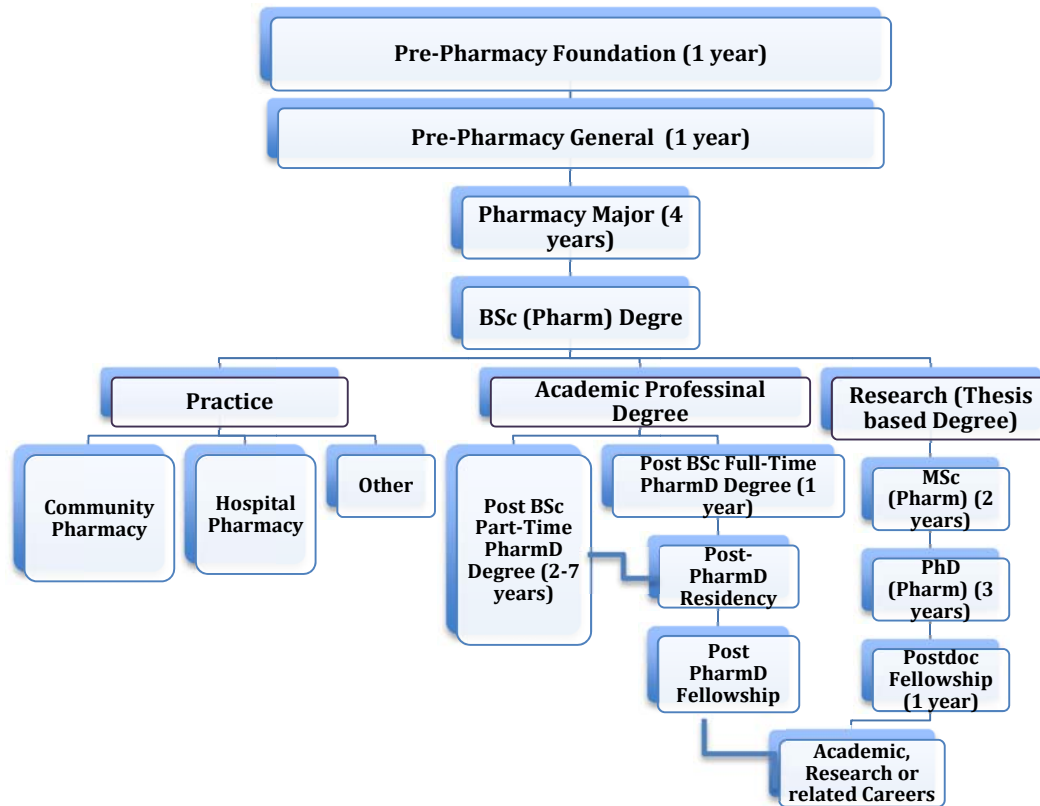 Pre-Pharmacy Foundation (1 year)
Pre-Pharmacy General (1 year)
Pharmacy Major (4
years)
BSc (Pharm) Degre
Practice
Academic Professinal
Degree
Research (Thesis
based Degree)
Community
Pharmacy
Hospital
Pharmacy
Other
Post BSc
Part-Time
PharmD
Degree (2-7
years)
Post BSc Full-Time
PharmD Degree (1
year)
Post-
PharmD
Residency
Post
PharmD
Fellowship
MSc
(Pharm) (2
years)
PhD
(Pharm) (3
years)
Postdoc
Fellowship
(1 year)
Academic,
Research or
related Careers